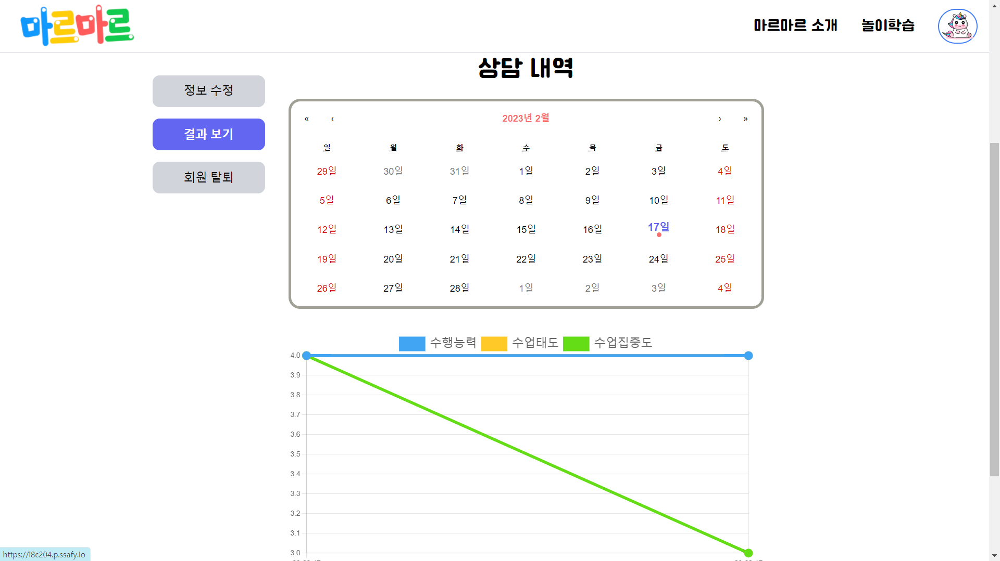 마르마르
마르마르 소개 놀이학습
상담 내역
정보 수정
결과 보기
회원 탈퇴
« ‹ 2023년 2월 › »
일 월 화 수 목 금 토
29일 30일 31일 1일 2일 3일 4일
5일 6일 7일 8일 9일 10일 11일
12일 13일 14일 15일 16일 17일 18일
19일 20일 21일 22일 23일 24일 25일
26일 27일 28일 1일 2일 3일 4일
수행능력 수업태도 수업집중도
4.0
3.9
3.8
3.7
3.6
3.5
3.4
3.3
3.2
3.1
3.0
https://i8c204.p.ssafy.io